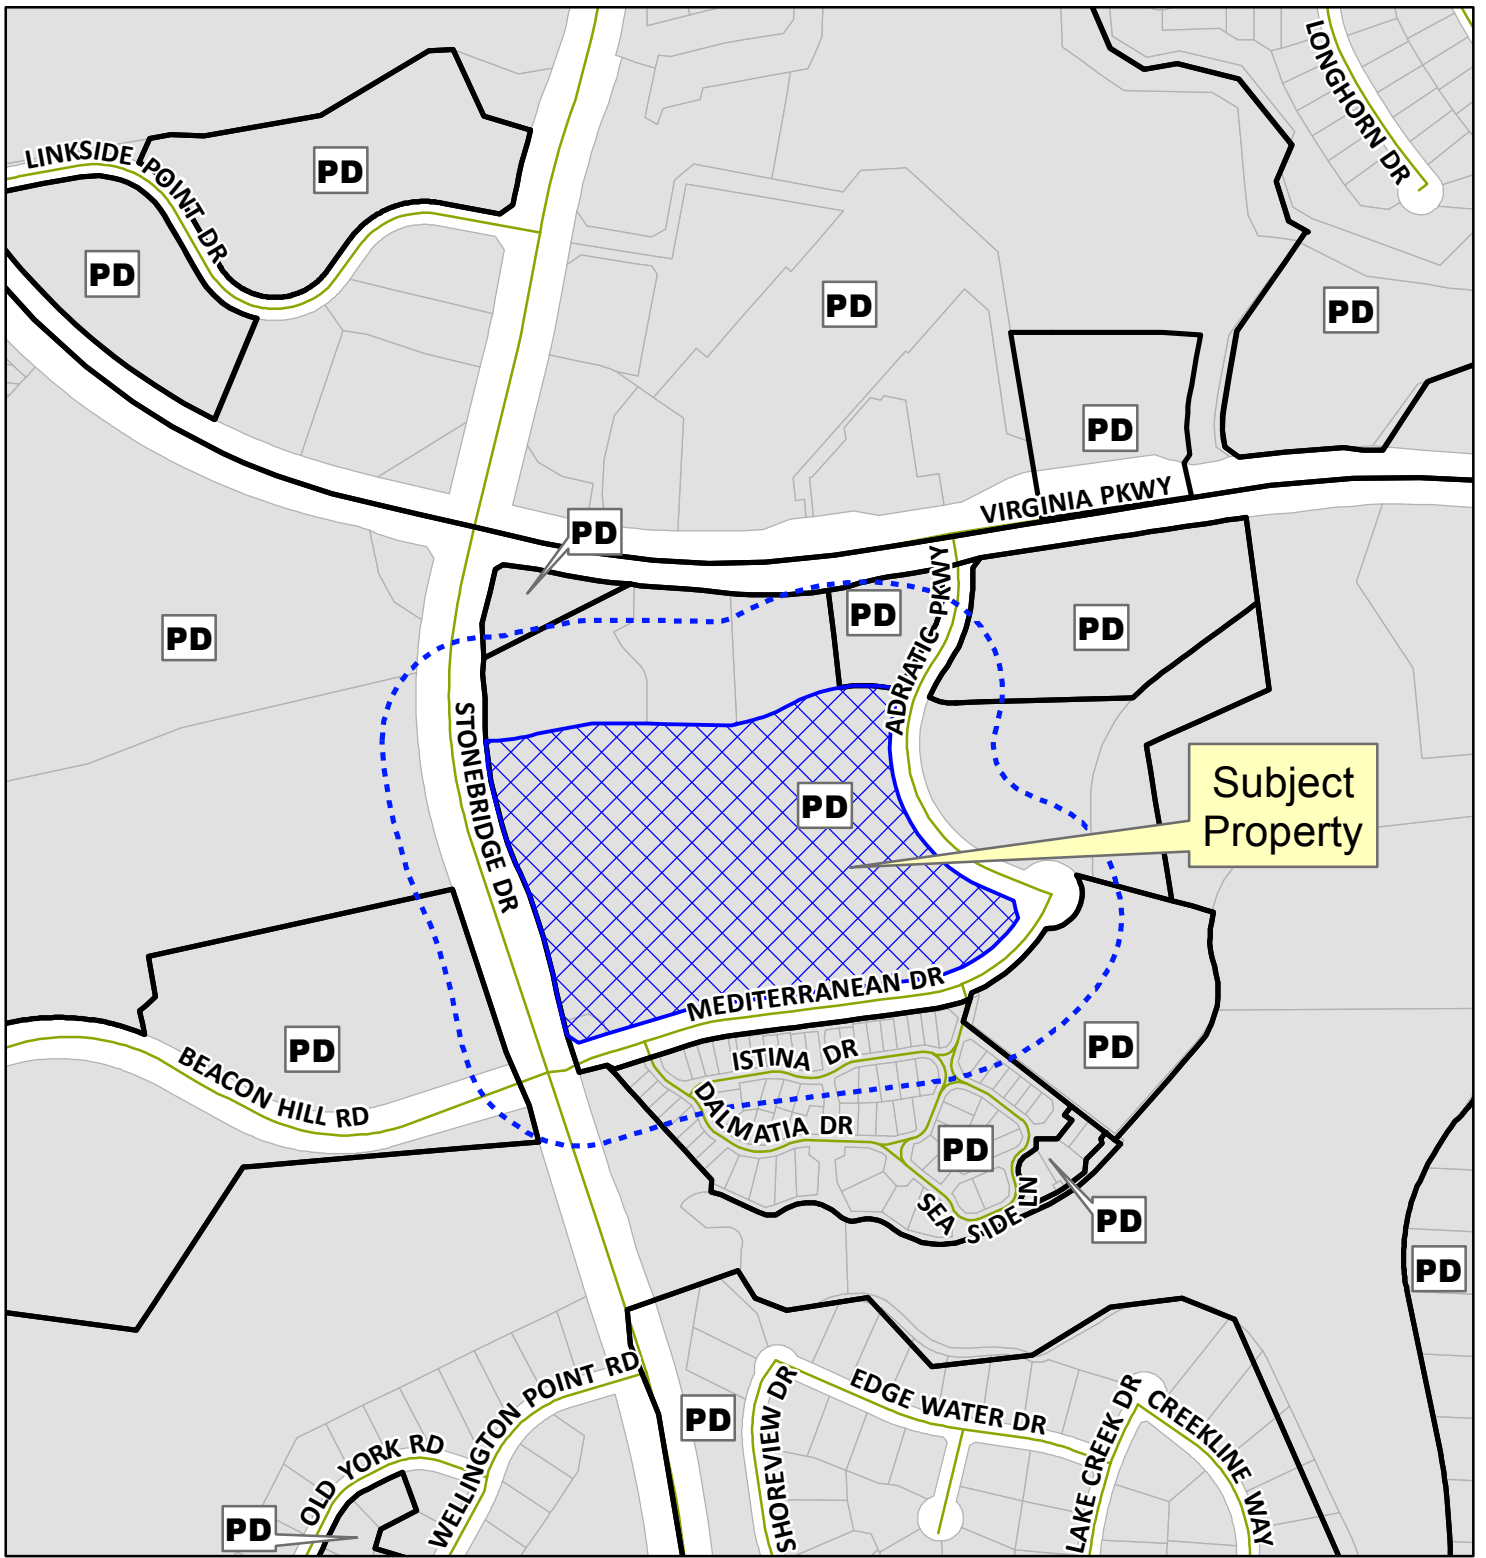 LONGHORN DR
LINKSIDE POINT DR
PD
PD
PD
PD
PD
VIRGINIA PKWY
PD
PD
ADRIATIC PKWY
PD
PD
STONEBRIDGE DR
PD
Subject
Property
MEDITERRANEAN DR
BEACON HILL RD
PD
ISTINA DR
PD
DALMATIA DR
PD
SEA SIDE LN
PD
PD
WELLINGTON POINT RD
EDGE WATER DR
PD
SHOREVIEW DR
LAKE CREEK DR
CREEKLINE WAY
OLD YORK RD
PD